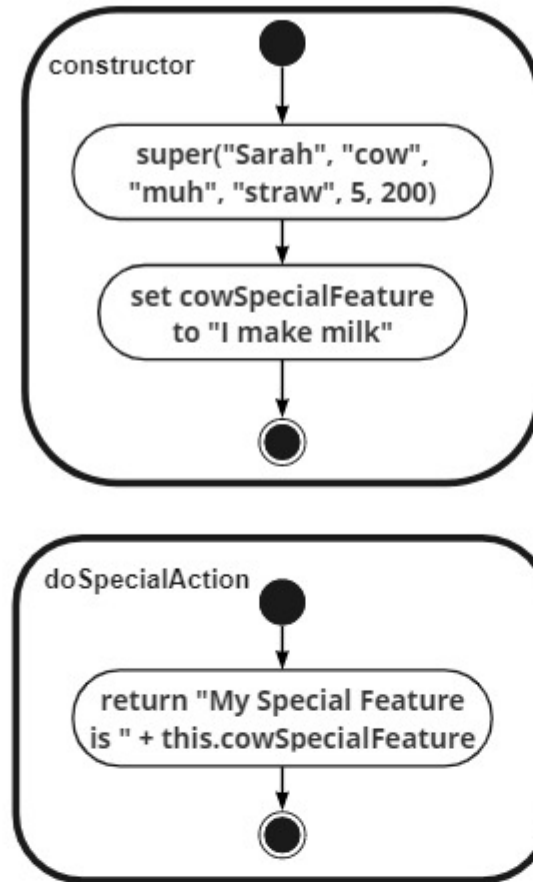 constructor
super("Sarah", "cow",
"muh", "straw", 5, 200)
set cowSpecialFeature
to "I make milk"
doSpecialAction
return "My Special Feature
is " + this.cowSpecialFeature